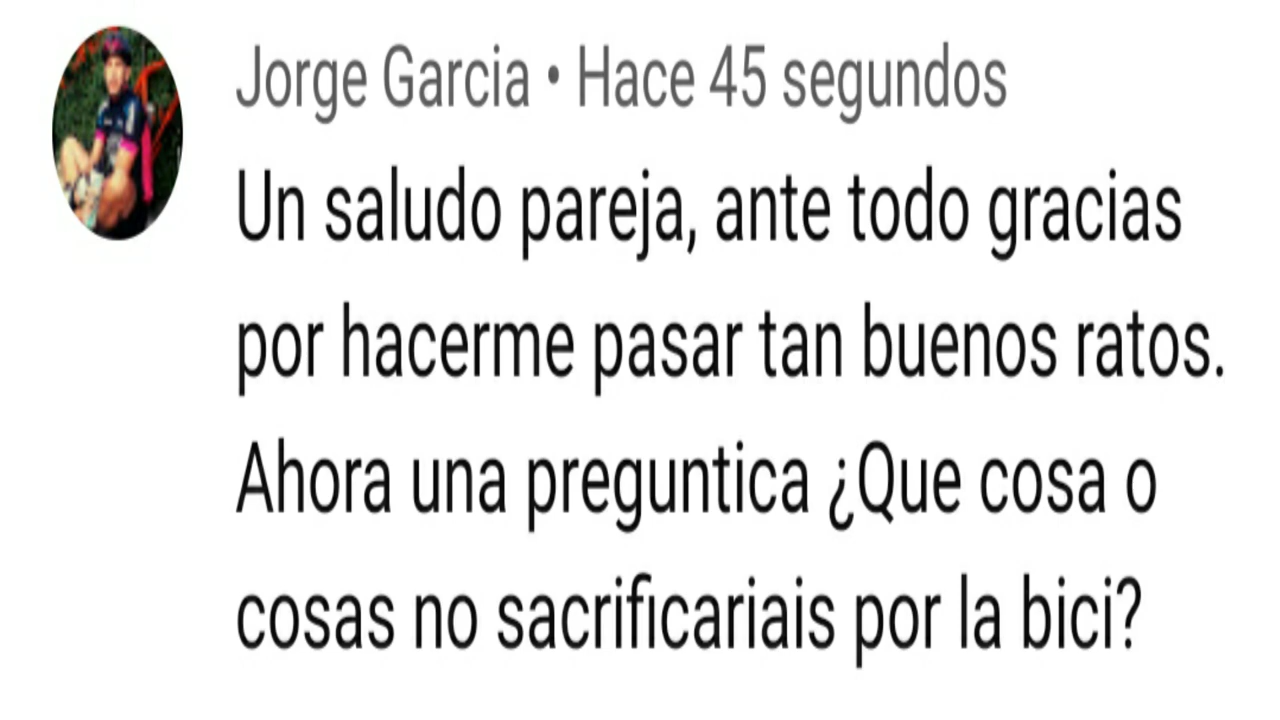 Jorge Garcia • Hace 45 segundos
Un saludo pareja, ante todo gracias
por hacerme pasar tan buenos ratos.
Ahora una preguntica ¿Que cosa o
cosas no sacrificariais por la bici?